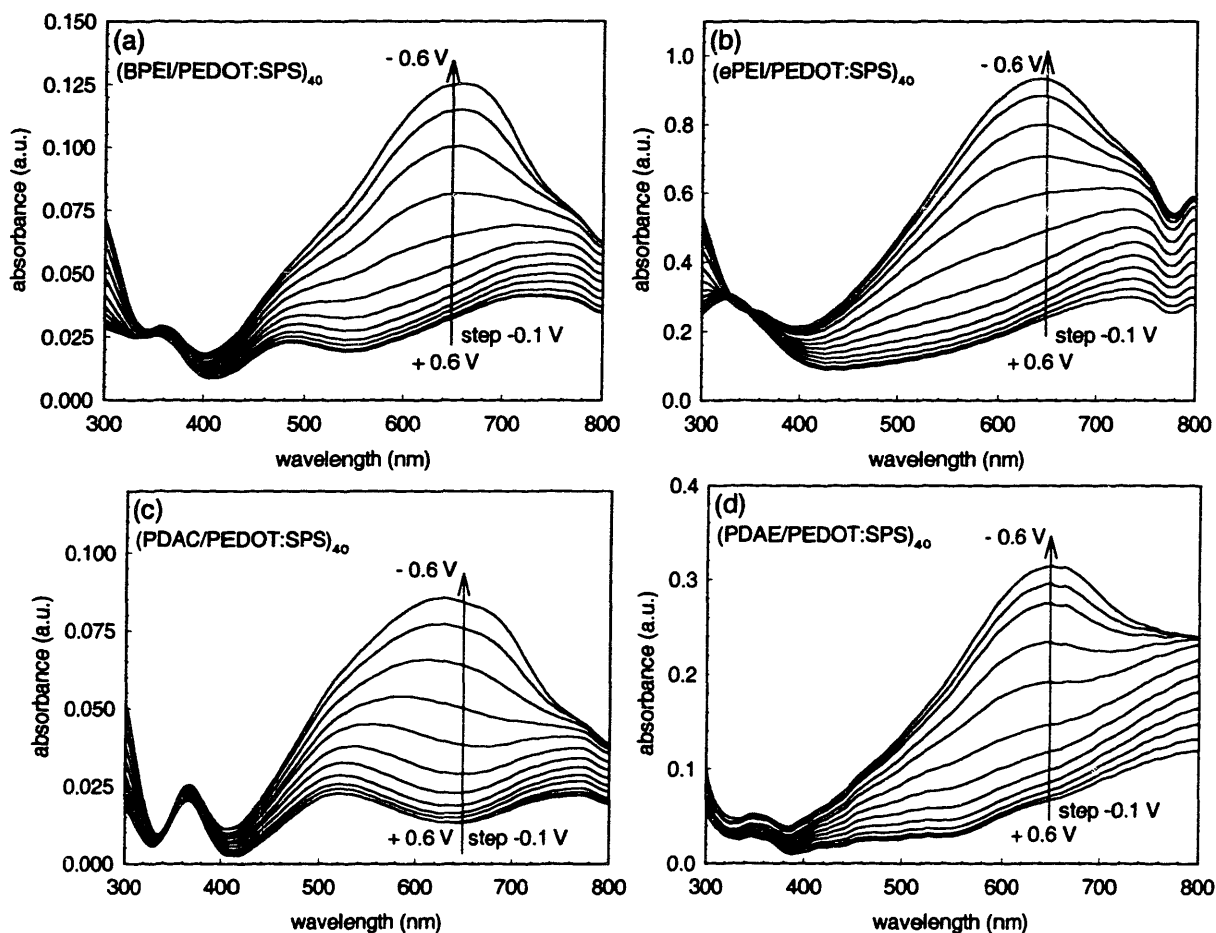 (a)
(BPEI/PEDOT:SPS)40
- 0.6 V
step -0.1 V
+ 0.6 V
absorbance (a.u.)
0.150
0.125
0.100
0.075
0.050
0.025
0.000
300 400 500 600 700 800
wavelength (nm)
(b)
(ePEI/PEDOT:SPS)40
- 0.6 V
step -0.1 V
+ 0.6 V
absorbance (a.u.)
1.0
0.8
0.6
0.4
0.2
0.0
300 400 500 600 700 800
wavelength (nm)
(c)
(PDAC/PEDOT:SPS)40
- 0.6 V
+ 0.6 V step -0.1 V
absorbance (a.u.)
0.100
0.075
0.050
0.025
0.000
300 400 500 600 700 800
wavelength (nm)
(d)
(PDAE/PEDOT:SPS)40
- 0.6 V
step -0.1 V
+ 0.6 V
absorbance (a.u.)
0.4
0.3
0.2
0.1
0.0
300 400 500 600 700 800
wavelength (nm)